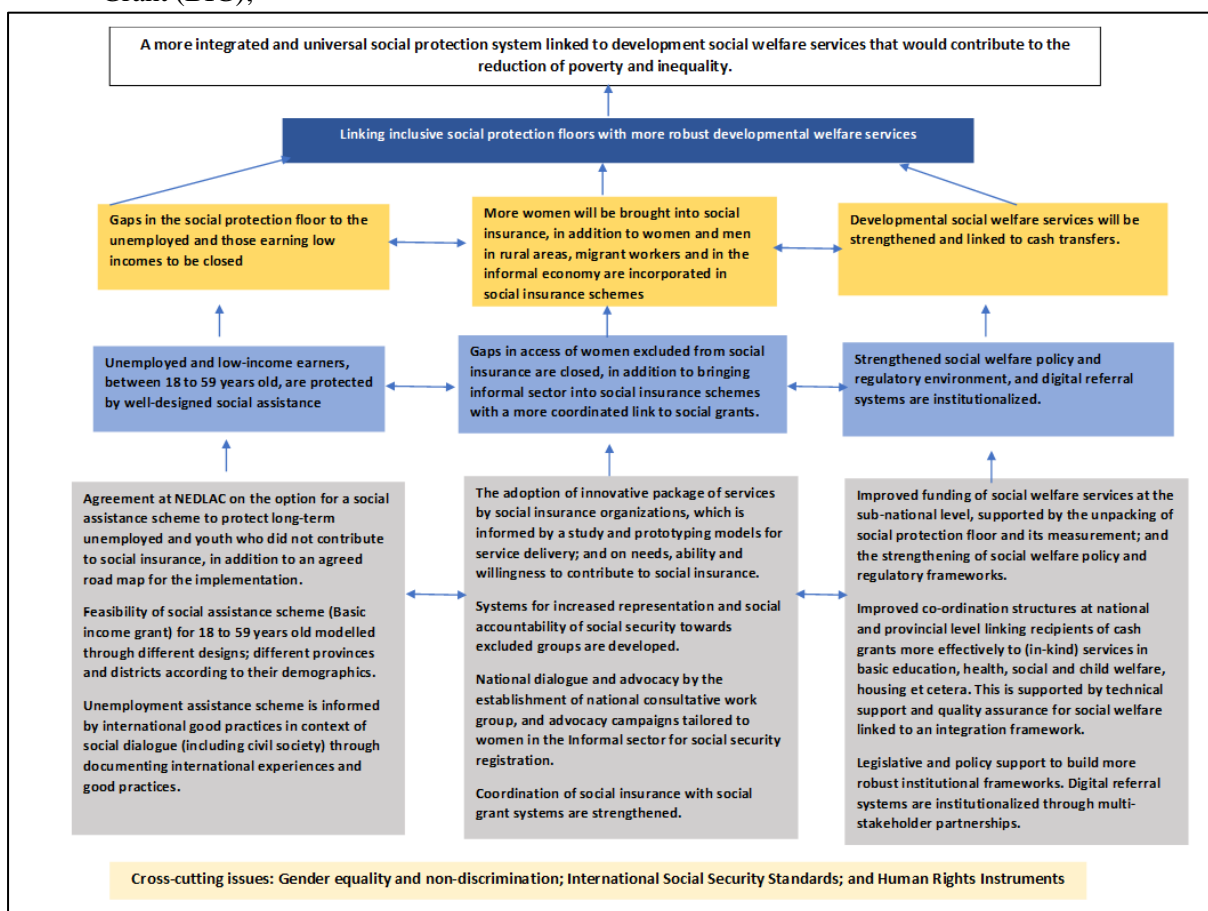 Grant (BIG),
A more integrated and universal social protection system linked to development social welfare services that would contribute to the
reduction of poverty and inequality.
Linking inclusive social protection floors with more robust developmental welfare services
Gaps in the social protection floor to the
unemployed and those earning low
incomes to be closed
More women will be brought into social
insurance, in addition to women and men
in rural areas, migrant workers and in the
informal economy are incorporated in
social insurance schemes
Developmental social welfare services will be
strengthened and linked to cash transfers.
Unemployed and low-income earners,
between 18 to 59 years old, are protected
by well-designed social assistance
Gaps in access of women excluded from social
insurance are closed, in addition to bringing
informal sector into social insurance schemes
with a more coordinated link to social grants.
Strengthened social welfare policy and
regulatory environment, and digital referral
systems are institutionalized.
Agreement at NEDLAC on the option for a social
assistance scheme to protect long-term
unemployed and youth who did not contribute
to social insurance, in addition to an agreed
road map for the implementation.
Feasibility of social assistance scheme (Basic
income grant) for 18 to 59 years old modelled
through different designs; different provinces
and districts according to their demographics.
Unemployment assistance scheme is informed
by international good practices in context of
social dialogue (including civil society) through
documenting international experiences and
good practices.
The adoption of innovative package of services
by social insurance organizations, which is
informed by a study and prototyping models for
service delivery; and on needs, ability and
willingness to contribute to social insurance.
Systems for increased representation and social
accountability of social security towards
excluded groups are developed.
National dialogue and advocacy by the
establishment of national consultative work
group, and advocacy campaigns tailored to
women in the Informal sector for social security
registration.
Coordination of social insurance with social
grant systems are strengthened.
Improved funding of social welfare services at the
sub-national level, supported by the unpacking of
social protection floor and its measurement; and
the strengthening of social welfare policy and
regulatory frameworks.
Improved co-ordination structures at national
and provincial level linking recipients of cash
grants more effectively to (in-kind) services in
basic education, health, social and child welfare,
housing et cetera. This is supported by technical
support and quality assurance for social welfare
linked to an integration framework.
Legislative and policy support to build more
robust institutional frameworks. Digital referral
systems are institutionalized through multi-
stakeholder partnerships.
Cross-cutting issues: Gender equality and non-discrimination; International Social Security Standards; and Human Rights Instruments